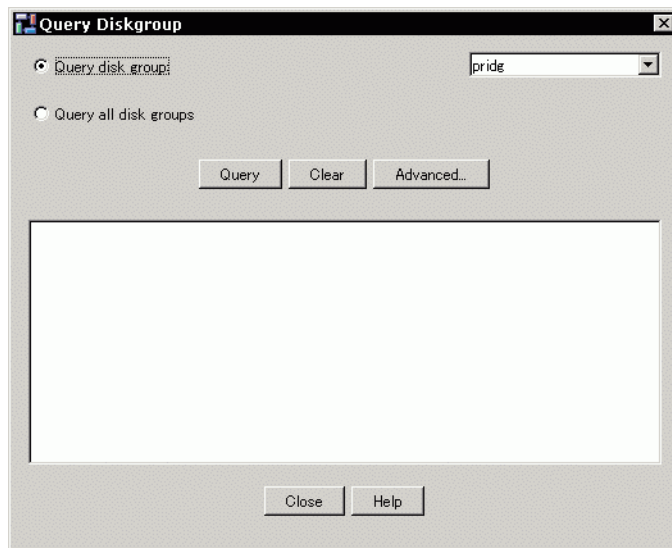 Query Diskgroup
Query disk group:
pridg
Query all disk groups
Query Clear Advanced...
Close Help